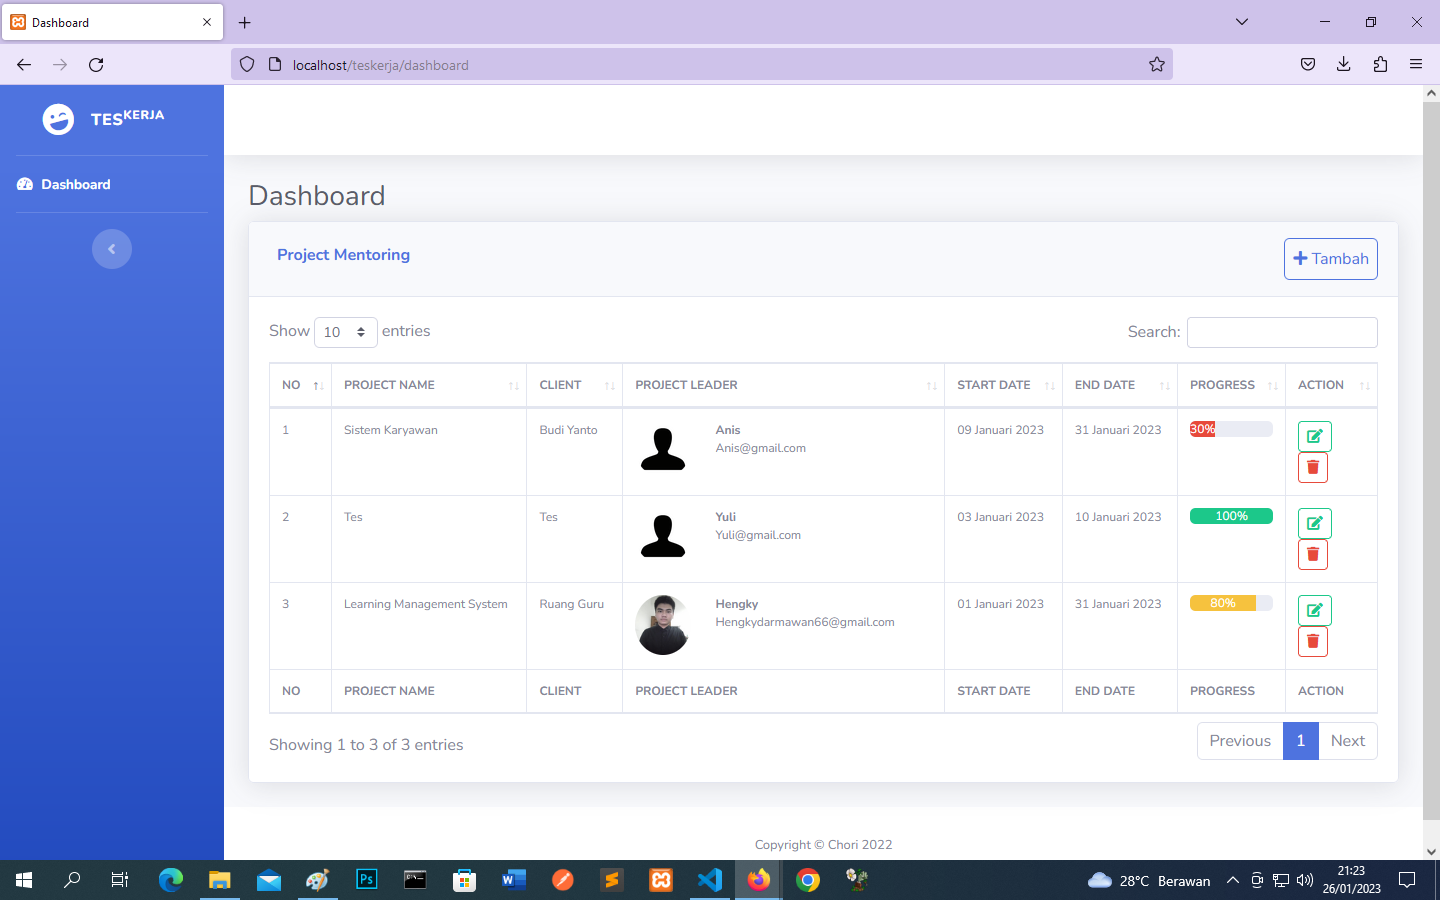 Dashboard
localhost/teskerja/dashboard
TESKERJA
Dashboard
Dashboard
Project Mentoring
Tambah
Show 10 entries
Search:
NO PROJECT NAME CLIENT PROJECT LEADER START DATE END DATE PROGRESS ACTION
1 Sistem Karyawan Budi Yanto Anis 09 Januari 2023 31 Januari 2023 30%
Anis@gmail.com
2 Tes Tes Yuli 03 Januari 2023 10 Januari 2023 100%
Yuli@gmail.com
3 Learning Management System Ruang Guru Hengky 01 Januari 2023 31 Januari 2023 80%
Hengkydarmawan66@gmail.com
NO PROJECT NAME CLIENT PROJECT LEADER START DATE END DATE PROGRESS ACTION
Showing 1 to 3 of 3 entries
Previous 1 Next
Copyright © Chori 2022
Ps
28°C Berawan
21:23
26/01/2023